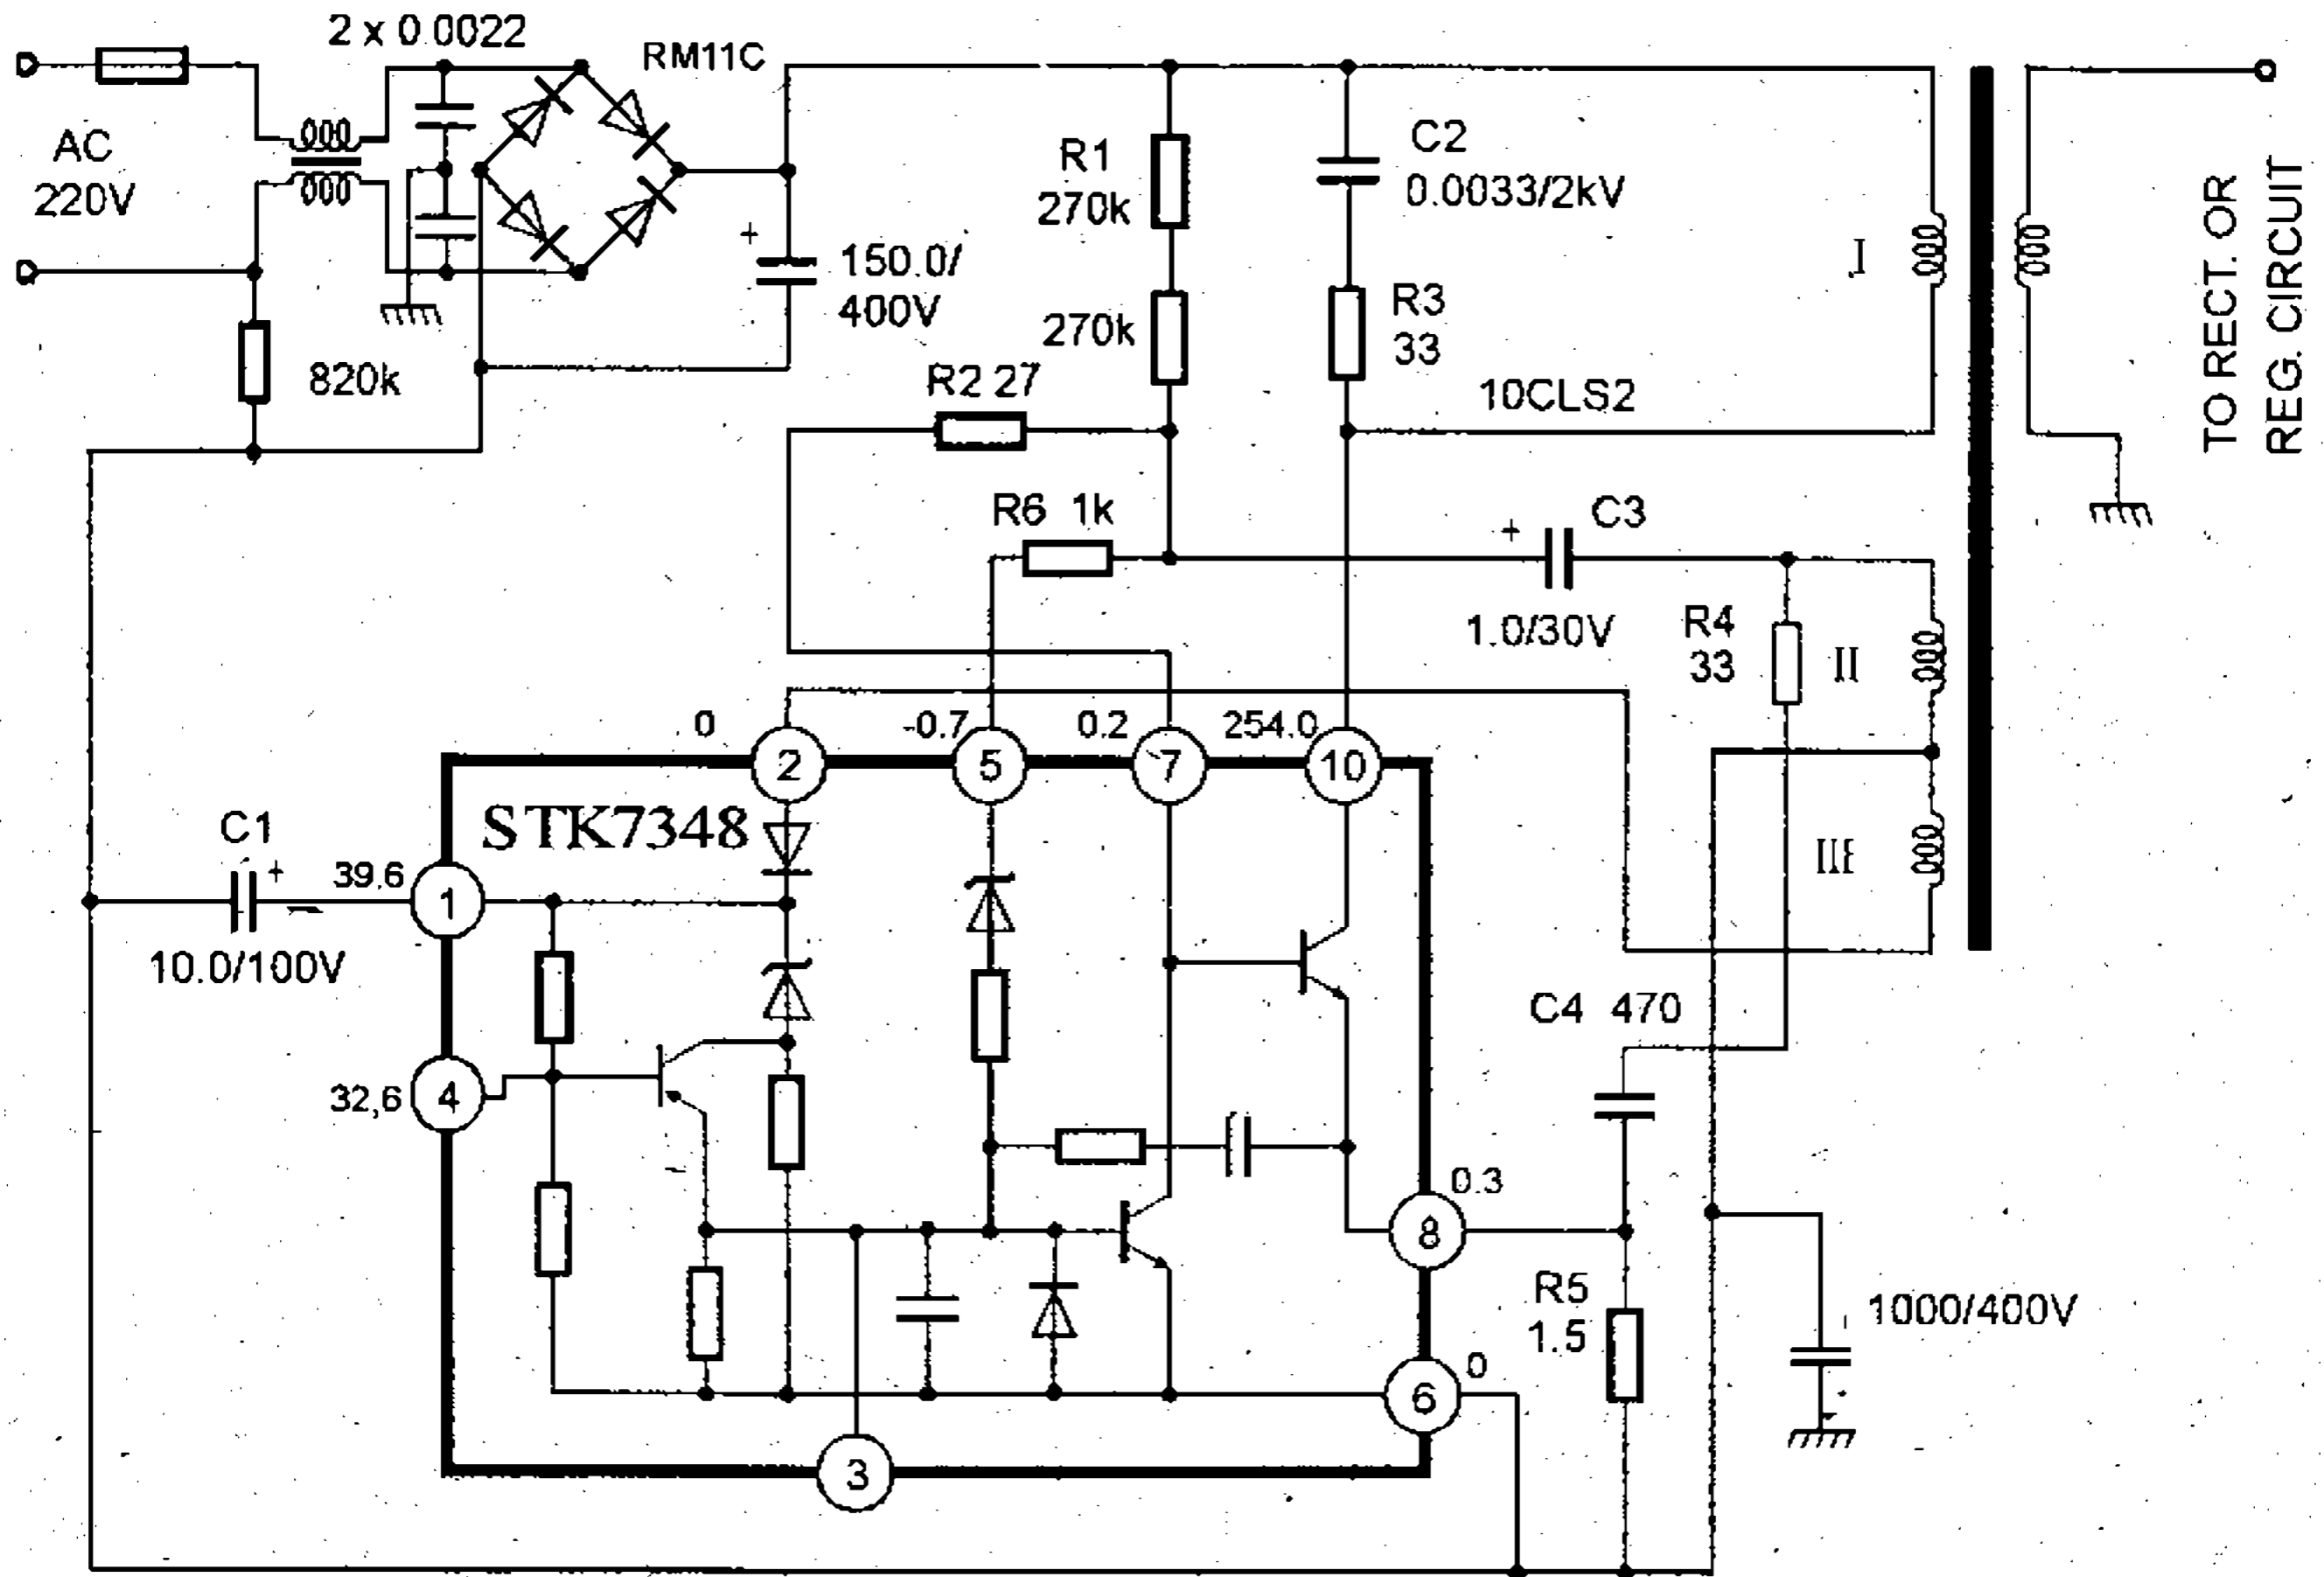 2 x 0.0022
RM11C
AC
220V
820k
150.0/
400V
R1
270k
270k
C2
0.0033/2kV
R3
33
R2 27
10CLS2
I
TO RECT. OR
REG. CIRCUIT
R6 1k
+
+
C3
1.0/30V
R4
33
II
0
-0.7
0.2
254.0
2
5
7
10
STK7348
C1
+
39.6
1
10.0/100V
C4 470
32,6
4
0.3
8
R5
1.5
1000/400V
0
6
3